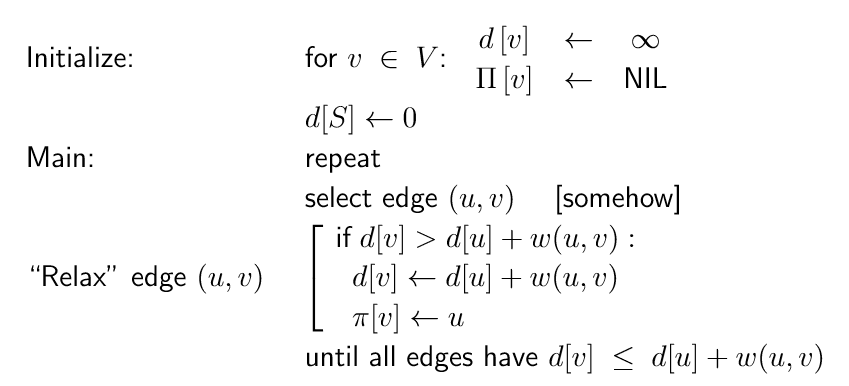 Initialize: for v ∈ V: d[v] ← ∞
Π[v] ← NIL
d[S] ← 0
Main: repeat
select edge (u, v) [somehow]
if d[v] > d[u] + w(u, v) :
“Relax” edge (u, v) d[v] ← d[u] + w(u, v)
π[v] ← u
until all edges have d[v] ≤ d[u] + w(u, v)